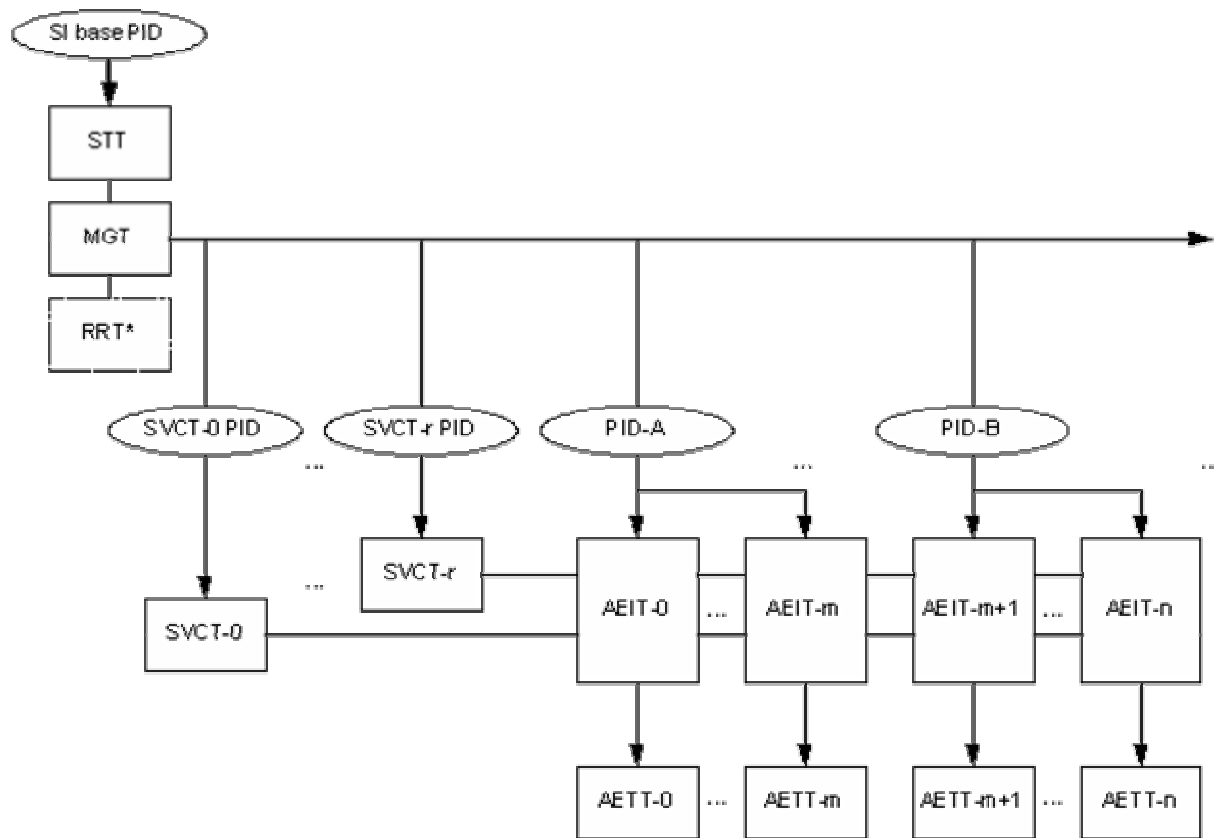 SI base PID
STT
MGT
RRT*
SVCT-0 PID
SVCT-r PID
PID-A
PID-B
...
...
...
SVCT-r
...
SVCT-0
AEIT-0
...
AEIT-m
AEIT-m+1
...
AEIT-n
AETT-0
...
AETT-m
AETT-m+1
...
AETT-n